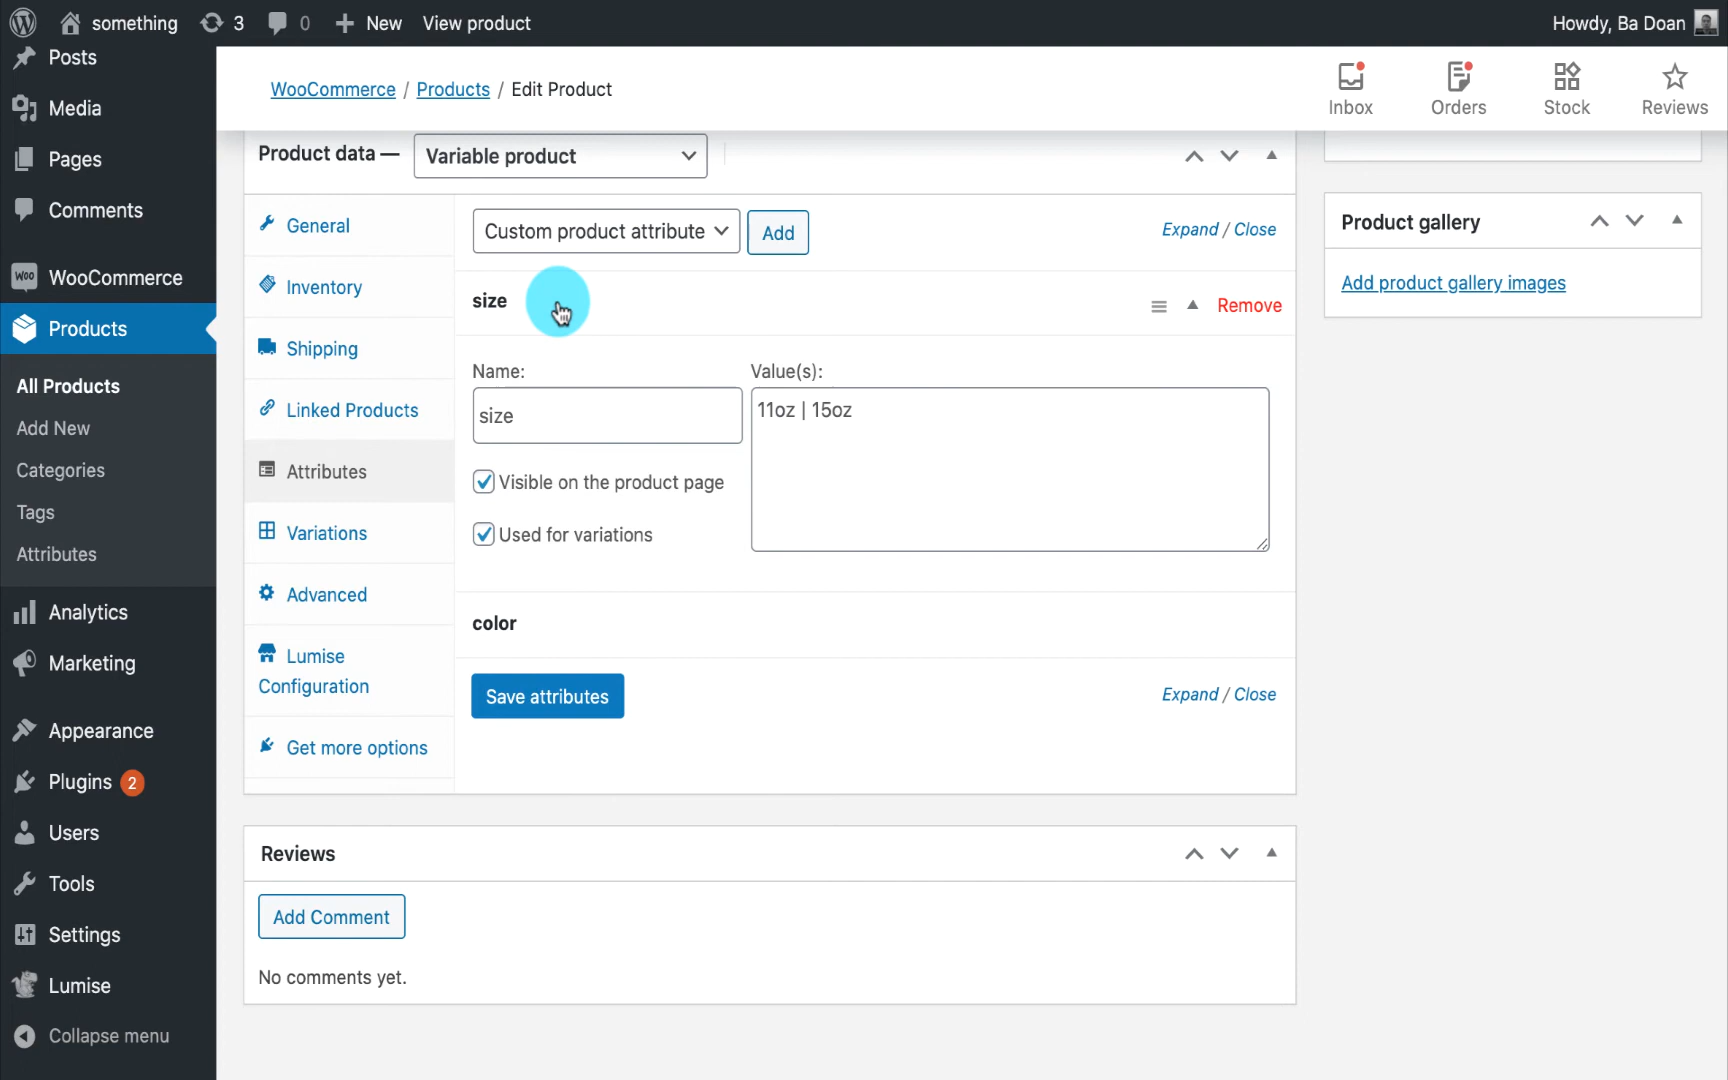 something
3
0
New
View product
Howdy, Ba Doan
Posts
Media
Pages
Comments
WOO WooCommerce
Products
All Products
Add New
Categories
Tags
Attributes
Analytics
Marketing
Appearance
Plugins 2
Users
Tools
Settings
Lumise
Collapse menu
WooCommerce / Products / Edit Product
Inbox
Orders
Stock
Reviews
Product data — Variable product
General
Inventory
Shipping
Linked Products
Attributes
Variations
Advanced
Lumise
Configuration
Get more options
Custom product attribute Add Expand / Close
size Remove
Name: Value(s):
size
11oz | 15oz
Visible on the product page
Used for variations
color
Save attributes Expand / Close
Product gallery
Add product gallery images
Reviews
Add Comment
No comments yet.